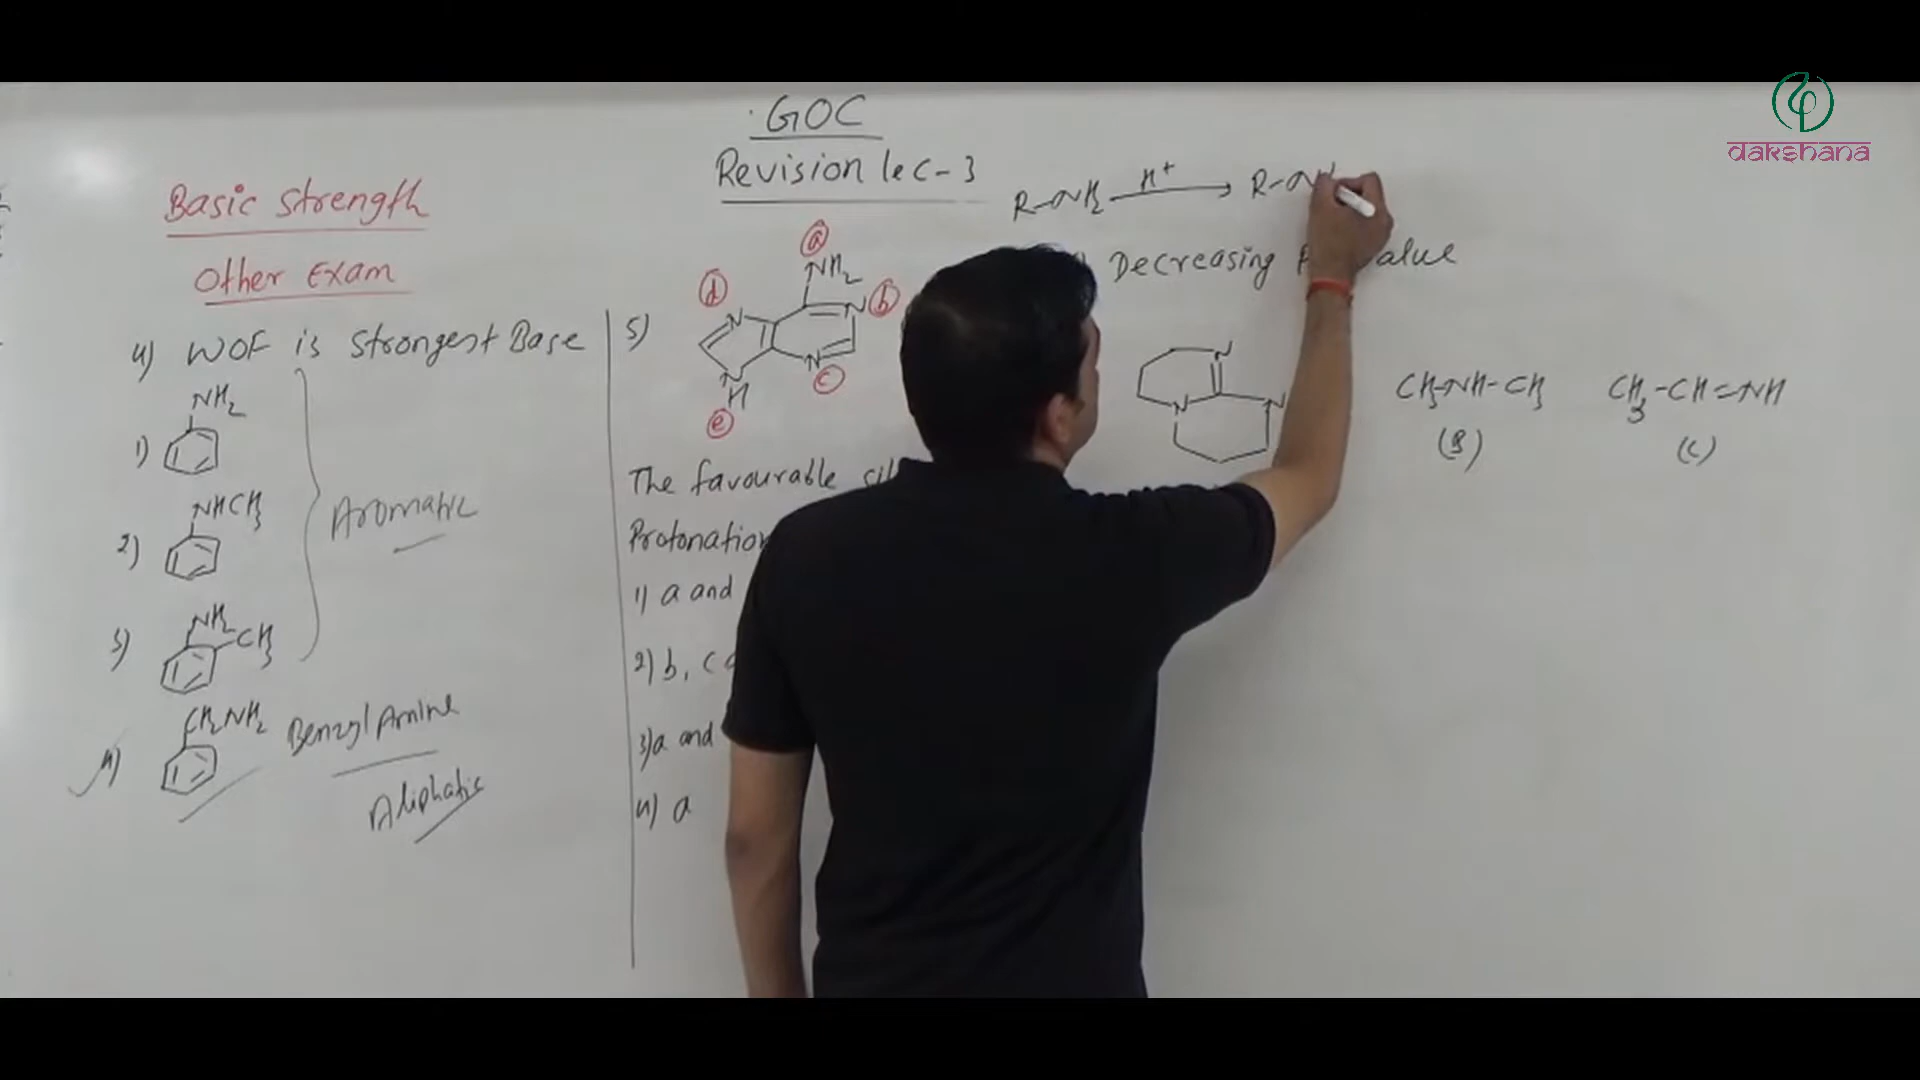 dakshana
GOC
Revision lec-3
Basic Strength
Other Exam
4) WOF is Strongest Base
1) NH2
2) NHCH3
3) NH2 CH3
Aromatic
4) CH2NH2 Benzyl Amine
Aliphatic
5)
a
NH2
d
N
b
N
N
c
N
H
e
The favourable
Protonation
1) a and
2) b, c
3) a and
4) a
R-NH2 H+ R-N
Decreasing value
N
N
N
CH3-NH-CH3
(B)
CH3-CH=NH
(C)